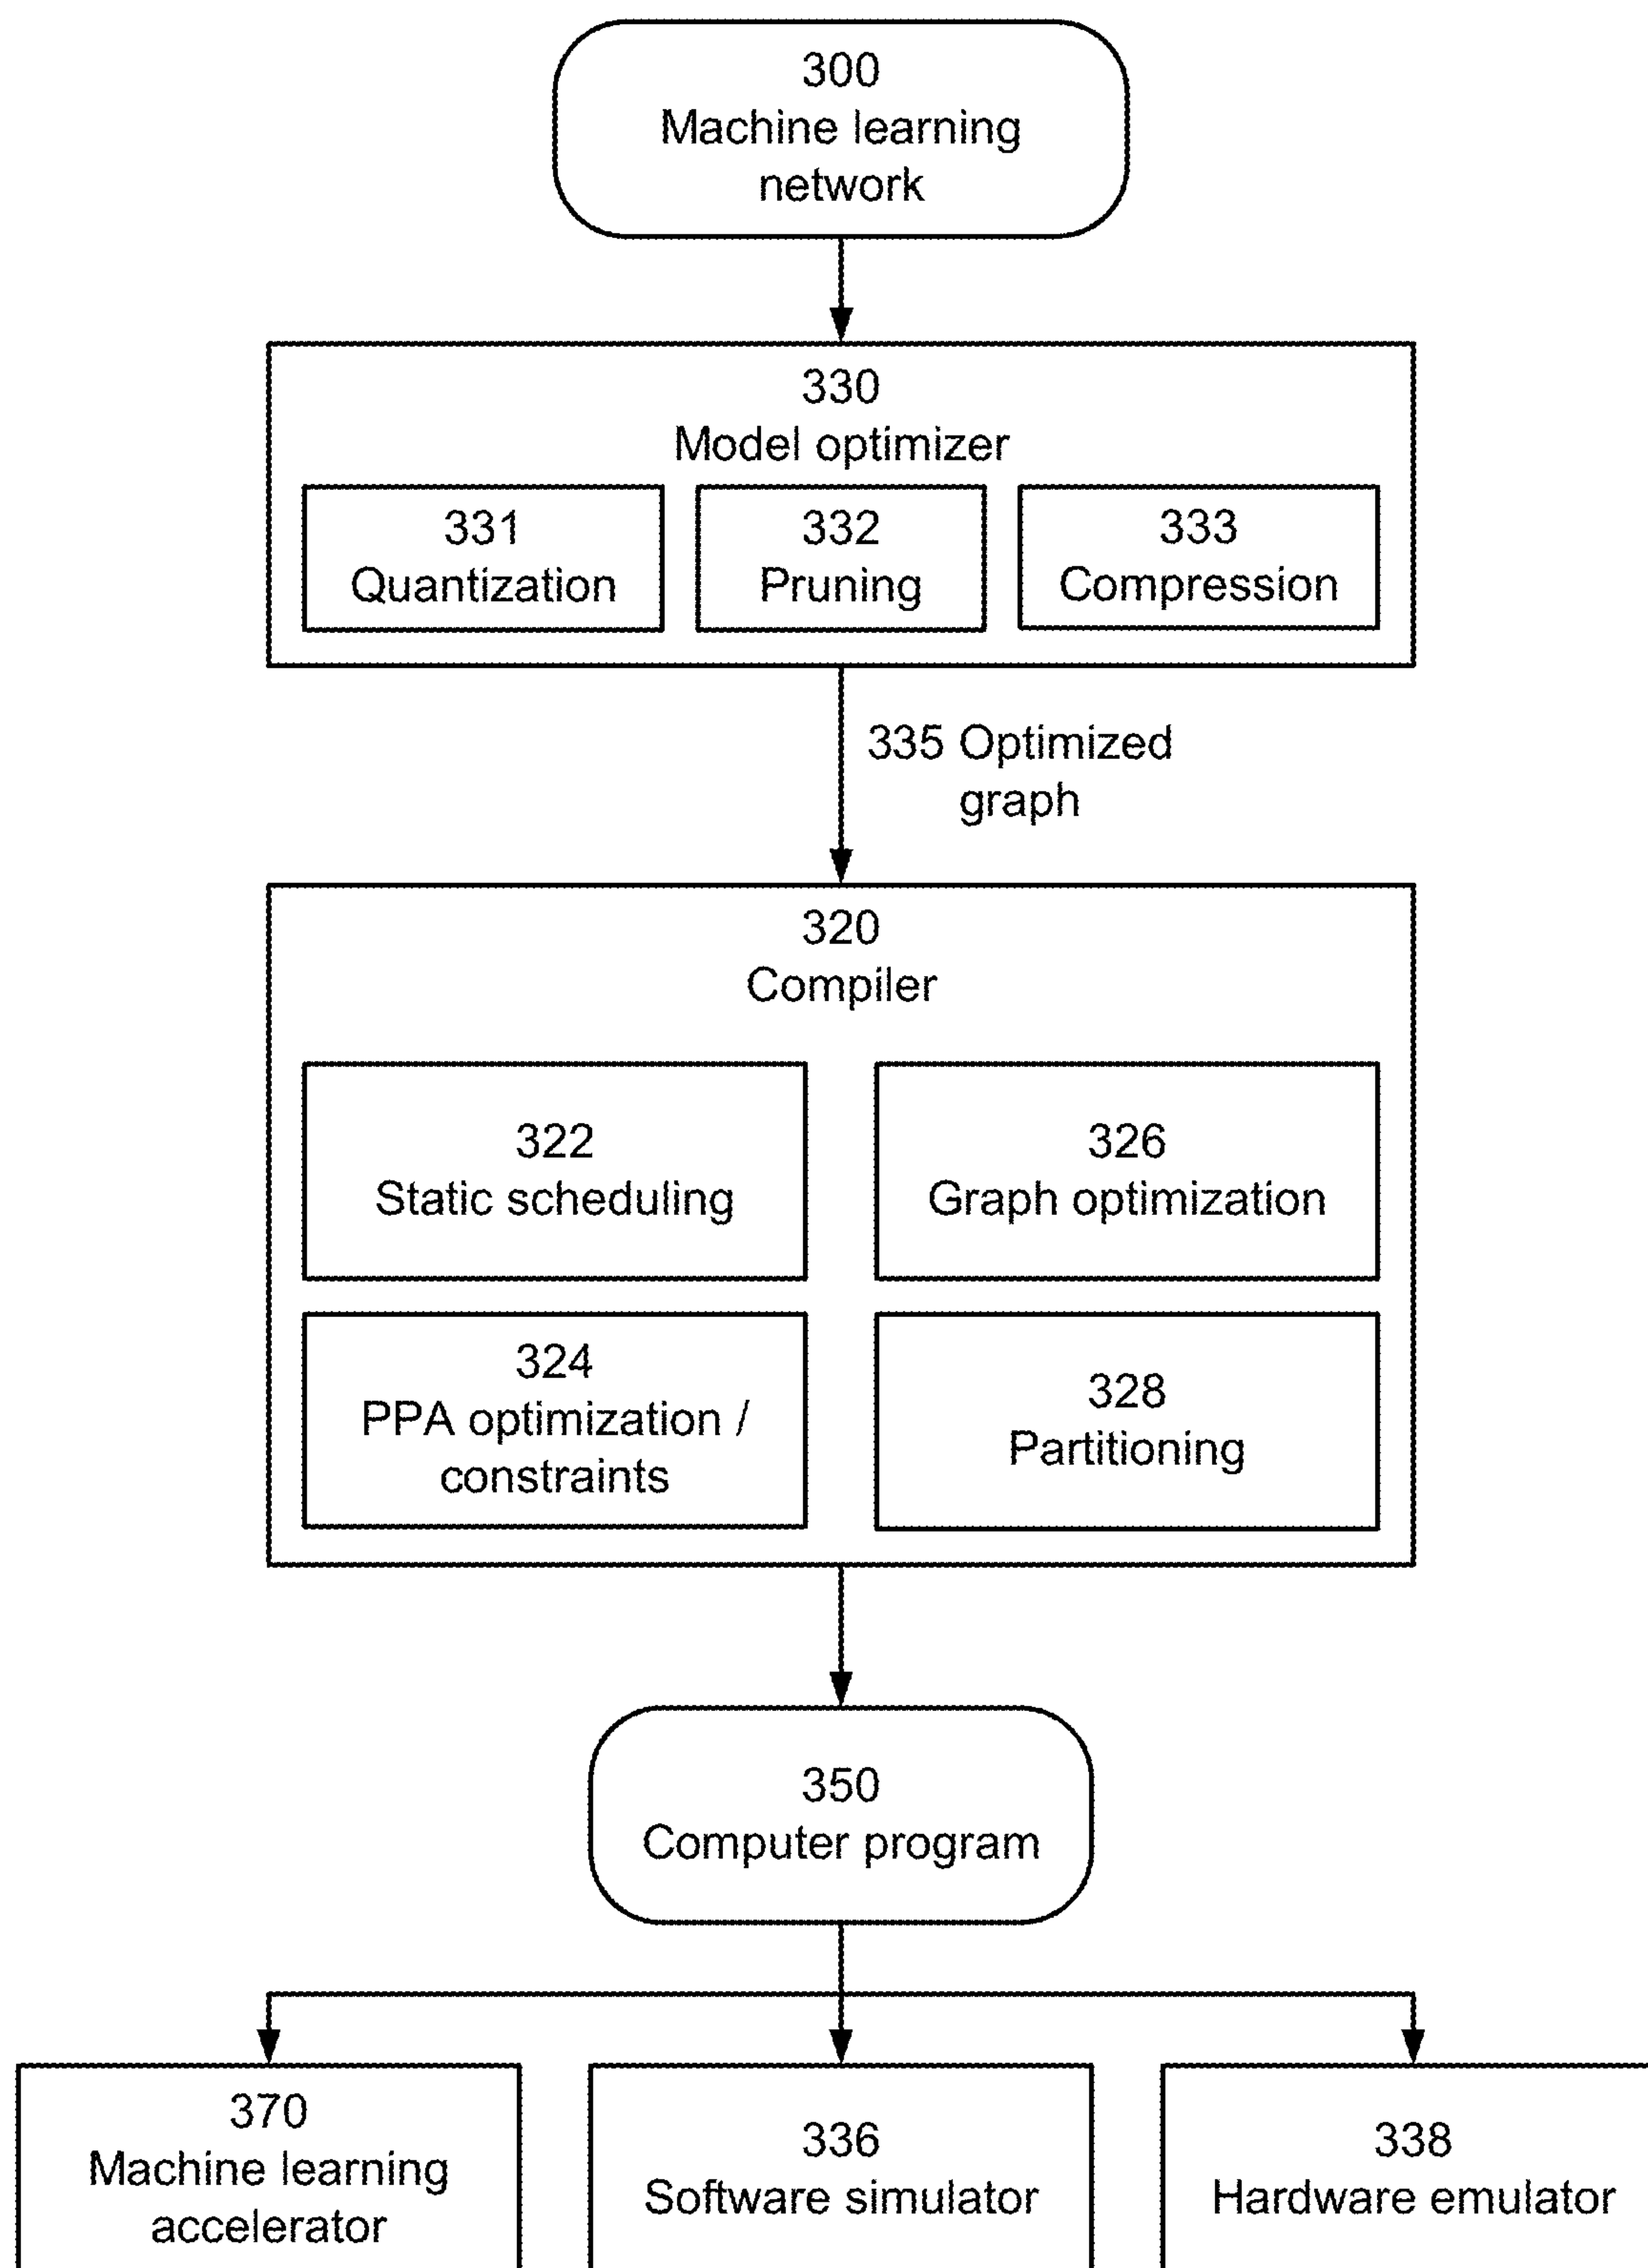 300
Machine learning
network
330
Model optimizer
331
Quantization
332
Pruning
333
Compression
335 Optimized
graph
320
Compiler
322
Static scheduling
326
Graph optimization
324
PPA optimization /
constraints
328
Partitioning
350
Computer program
370
Machine learning
accelerator
336
Software simulator
338
Hardware emulator